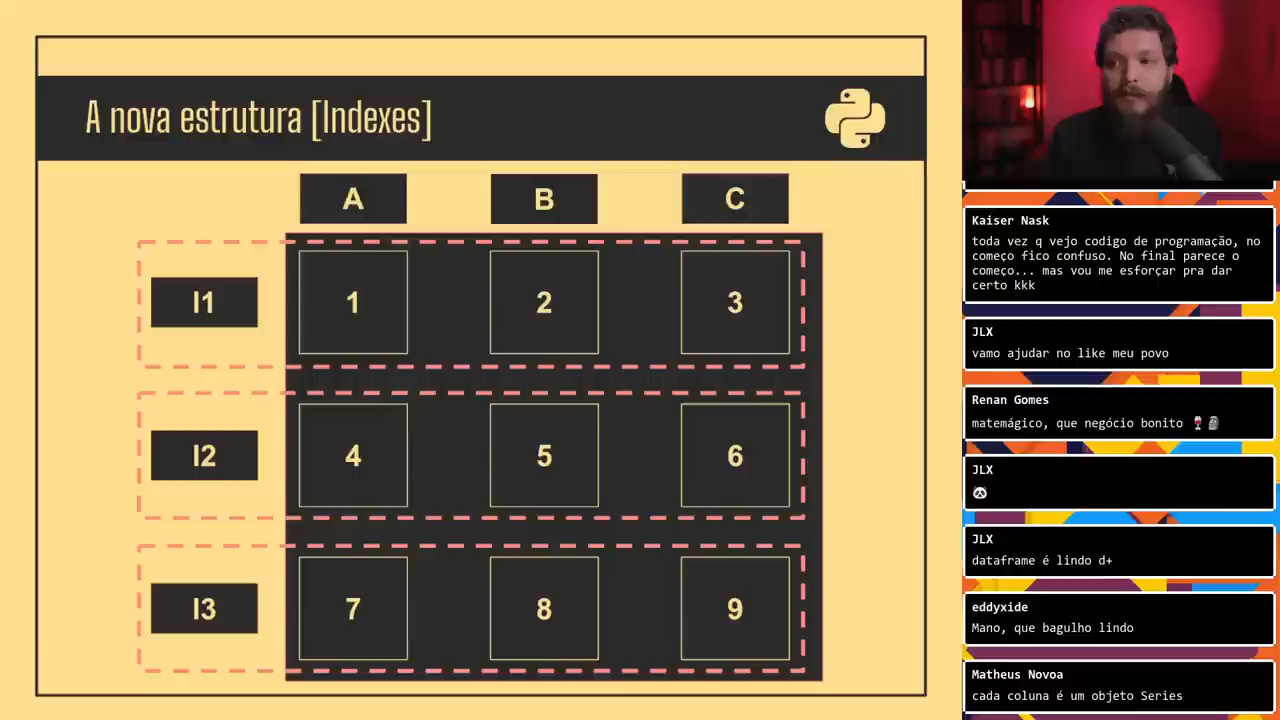 A nova estrutura [Indexes]
A B C
I1 1 2 3
I2 4 5 6
I3 7 8 9
Kaiser Nask
toda vez q vejo codigo de programação, no
começo fico confuso. No final parece o
começo... mas vou me esforçar pra dar
certo kkk
JLX
vamo ajudar no like meu povo
Renan Gomes
matemágico, que negócio bonito 🍷🗿
JLX
🐼
JLX
dataframe é lindo d+
eddyxide
Mano, que bagulho lindo
Matheus Novoa
cada coluna é um objeto Series